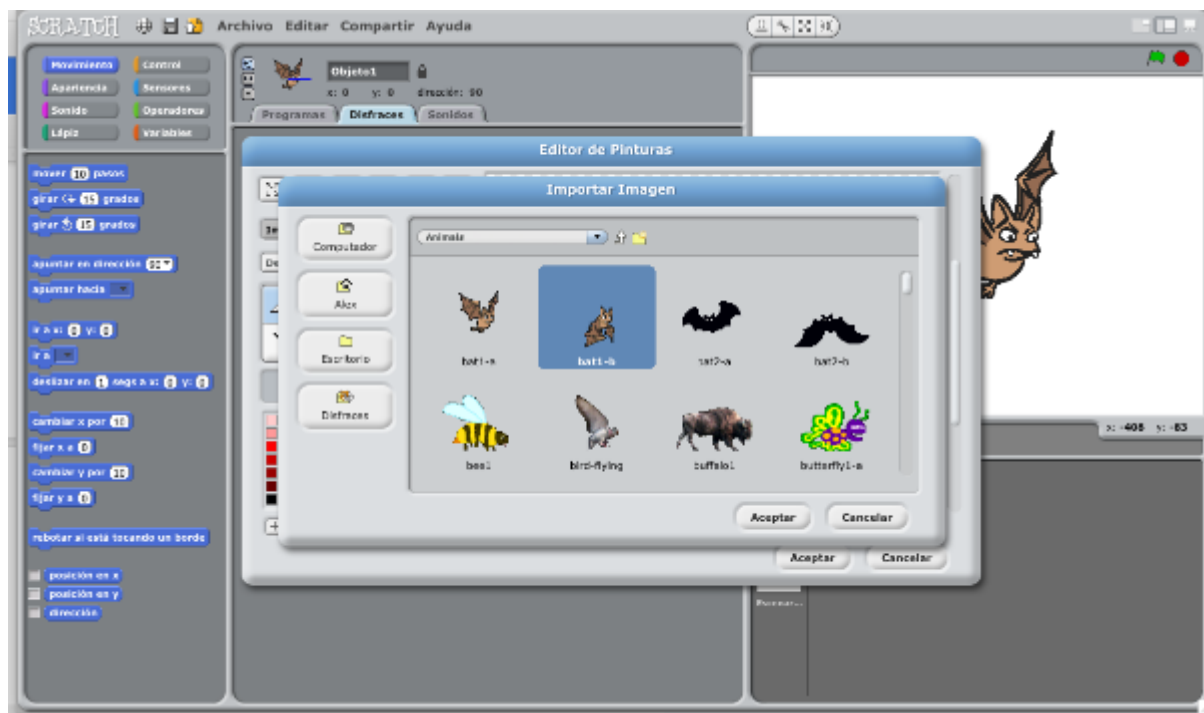 SCRATCH Archivo Editar Compartir Ayuda
Movimiento Control
Apariencia Sensores
Sonido Operadores
Lápiz Variables
Objeto1
x: 0 y: 0 dirección: 90
Programas Disfraces Sonidos
mover 10 pasos
girar 15 grados
girar 15 grados
apuntar en dirección 90
apuntar hacia
ir a x: 0 y: 0
ir a
deslizar en 1 segs a x: 0 y: 0
cambiar x por 10
fijar x a 0
cambiar y por 10
fijar y a 0
rebotar si está tocando un borde
posición en x
posición en y
dirección
Editor de Pinturas
Importar Imagen
Computador
Alex
Escritorio
Disfraces
Animals
bat1-a bat1-b bat2-a bat2-b
bee1 bird-flying buffalo1 butterfly1-a
Aceptar Cancelar
Aceptar Cancelar
x: -408 y: -63